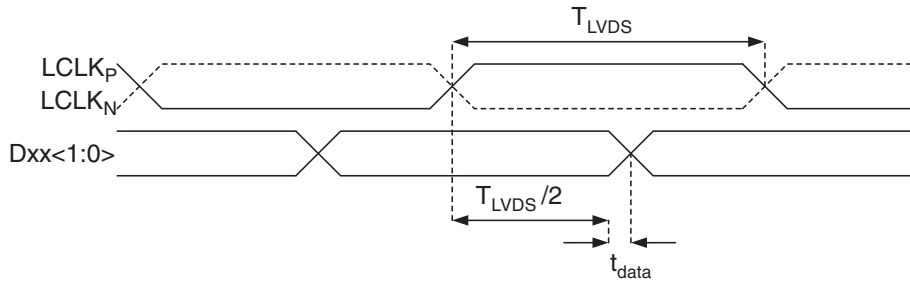 T_LVDS
LCLK_P
LCLK_N
Dxx<1:0>
T_LVDS/2
t_data